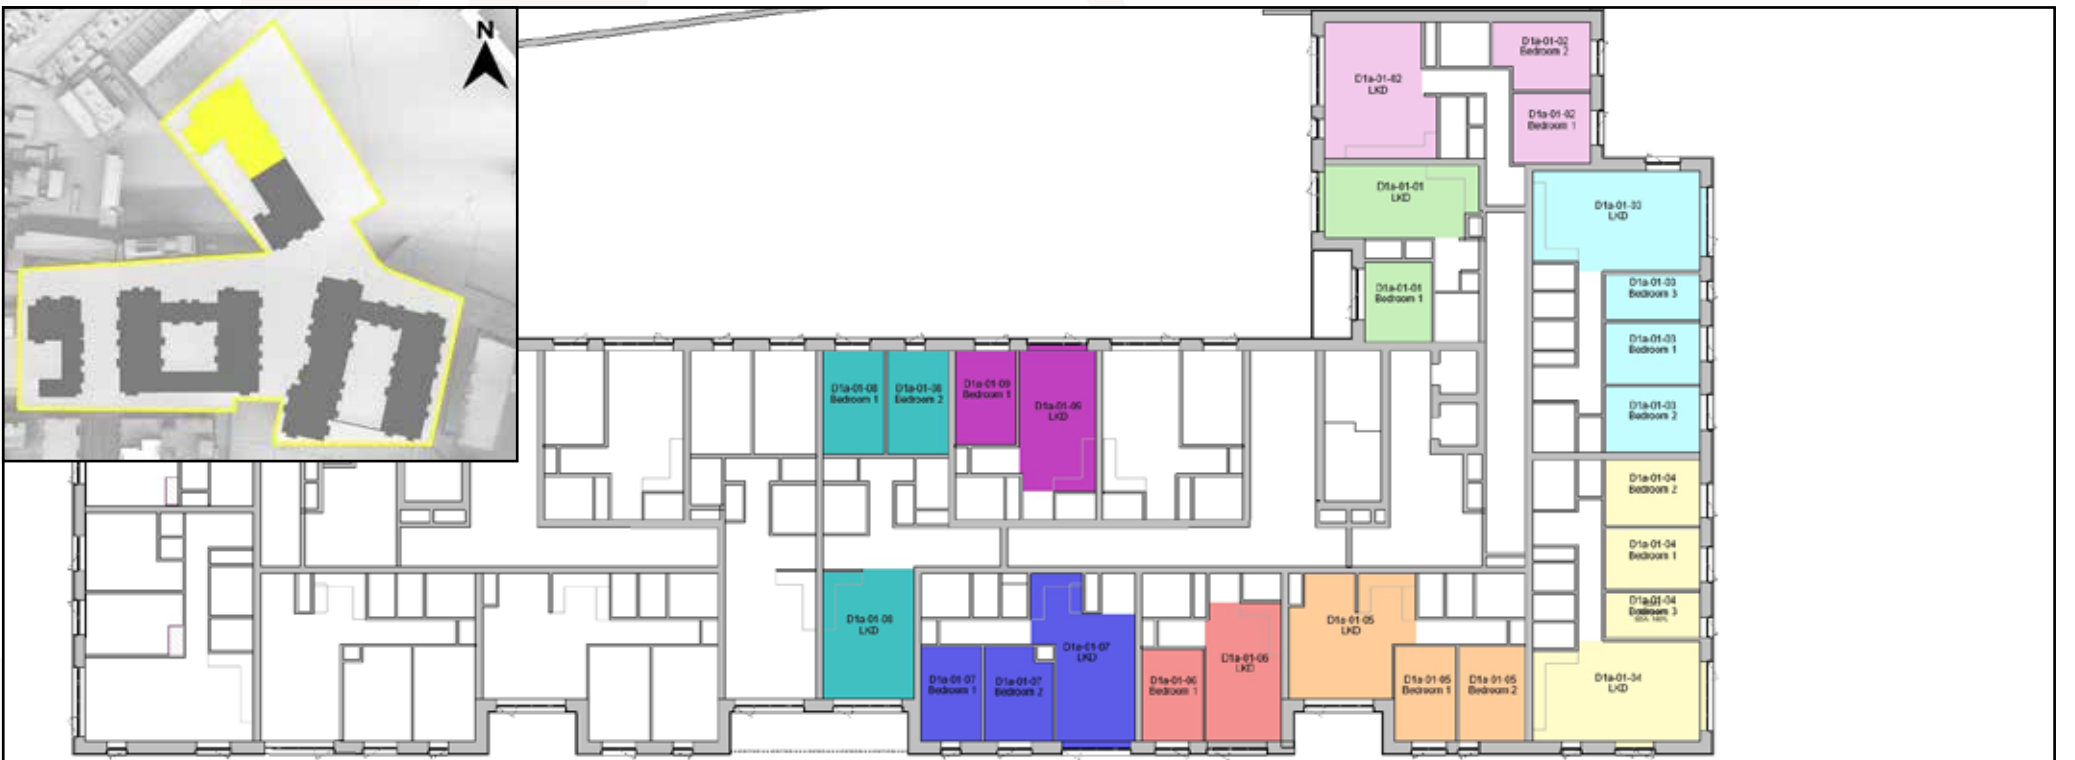 N
D1a-01-02
LKD
D1a-01-02
Bedroom 2
D1a-01-02
Bedroom 1
D1a-01-01
LKD
D1a-01-01
Bedroom 1
D1a-01-03
LKD
D1a-01-03
Bedroom 3
D1a-01-03
Bedroom 1
D1a-01-03
Bedroom 2
D1a-01-08
Bedroom 1
D1a-01-08
Bedroom 2
D1a-01-09
Bedroom 1
D1a-01-09
LKD
D1a-01-04
Bedroom 2
D1a-01-04
Bedroom 1
D1a-01-04
Bedroom 3
D1a-01-04
LKD
D1a-01-08
LKD
D1a-01-07
Bedroom 1
D1a-01-07
Bedroom 2
D1a-01-07
LKD
D1a-01-06
Bedroom 1
D1a-01-06
LKD
D1a-01-05
LKD
D1a-01-05
Bedroom 1
D1a-01-05
Bedroom 2